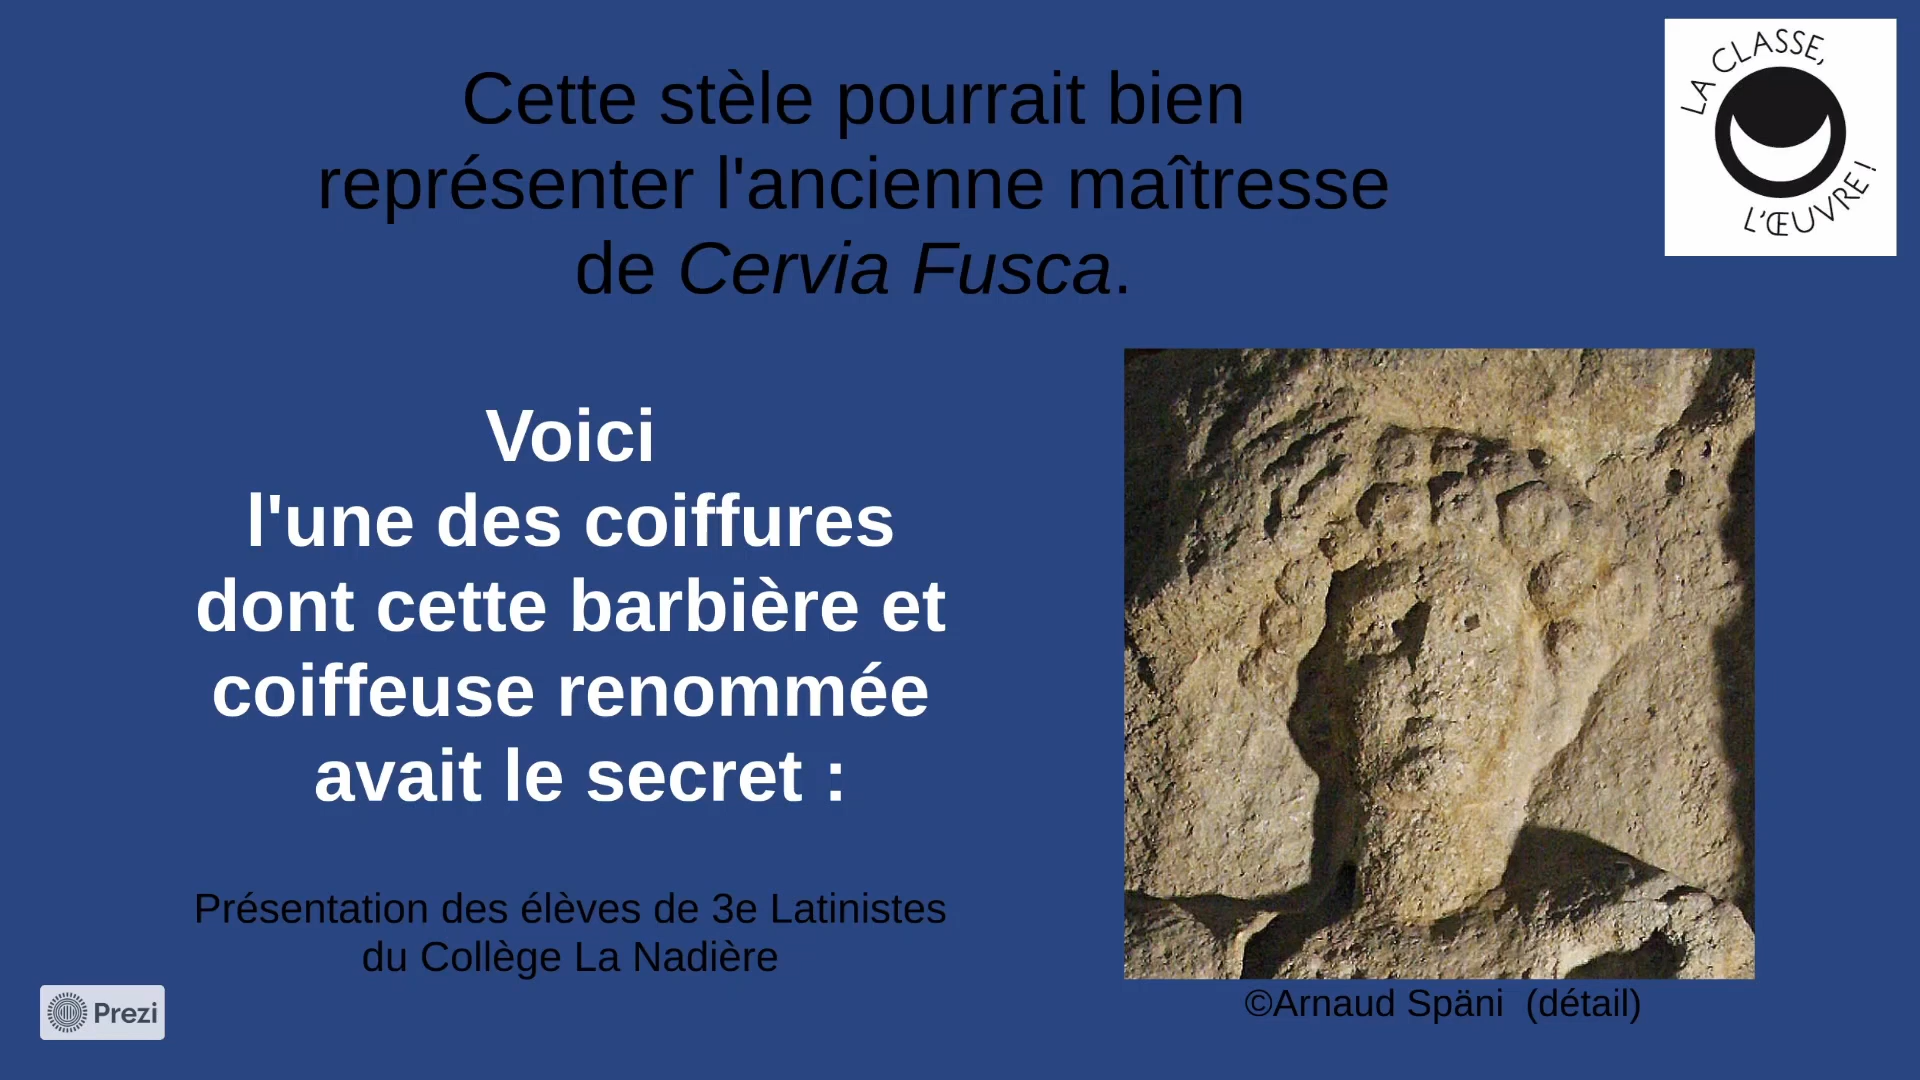 Cette stèle pourrait bien
représenter l'ancienne maîtresse
de Cervia Fusca.
LA CLASSE,
L'ŒUVRE !
Voici
l'une des coiffures
dont cette barbière et
coiffeuse renommée
avait le secret :
Présentation des élèves de 3e Latinistes
du Collège La Nadière
©Arnaud Späni (détail)
Prezi